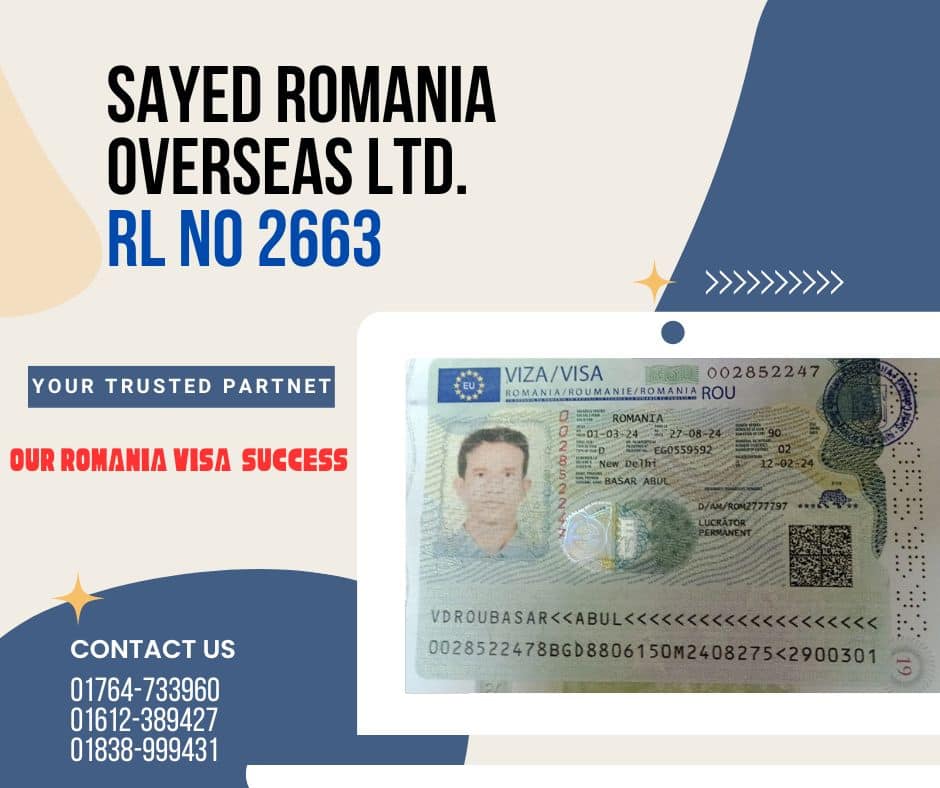 SAYED ROMANIA
OVERSEAS LTD.
RL NO 2663
YOUR TRUSTED PARTNET
OUR ROMANIA VISA SUCCESS
EU
VIZA/VISA
002852247
ROMANIA/ROUMANIE/ROMANIA
ROU
ROMANIA
01-03-24
27-08-24
90
D
EG0559592
02
New Delhi
12-02-24
BASAR ABUL
D/AM/ROM2777797
LUCRĂTOR
PERMANENT
VDROUBASAR<<ABUL<<<<<<<<<<<<<<<<<<<<
0028522478BGD8806150M2408275<2900301
19
CONTACT US
01764-733960
01612-389427
01838-999431